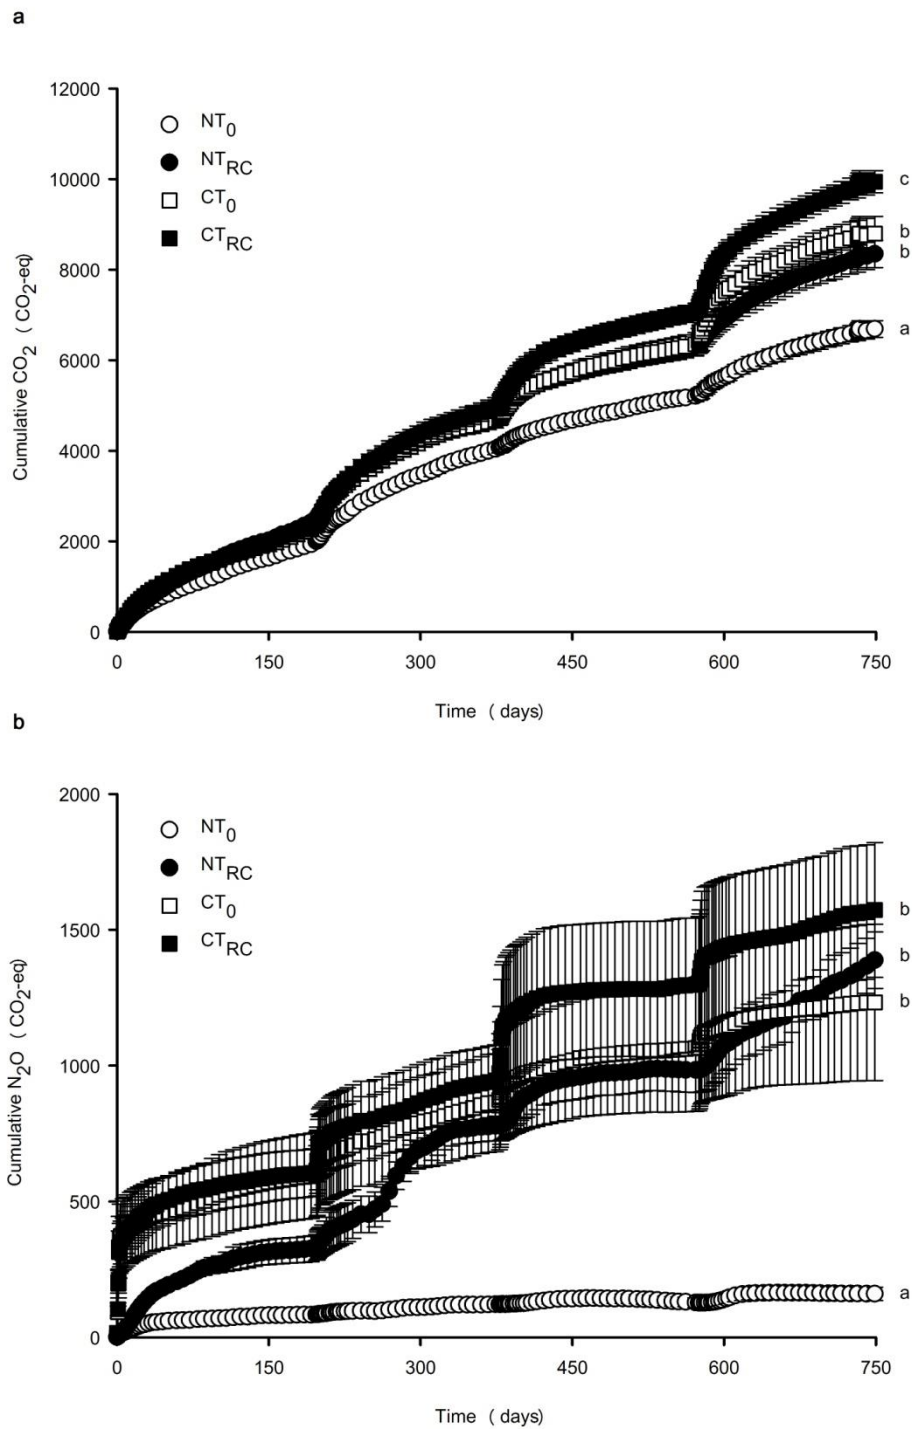 a
12000
10000
8000
6000
4000
2000
0
Cumulative CO2 ( CO2-eq)
NT0
NTRC
CT0
CTRC
c
b
b
a
0 150 300 450 600 750
Time ( days)
b
2000
1500
1000
500
0
Cumulative N2O ( CO2-eq)
NT0
NTRC
CT0
CTRC
b
b
b
a
0 150 300 450 600 750
Time ( days)